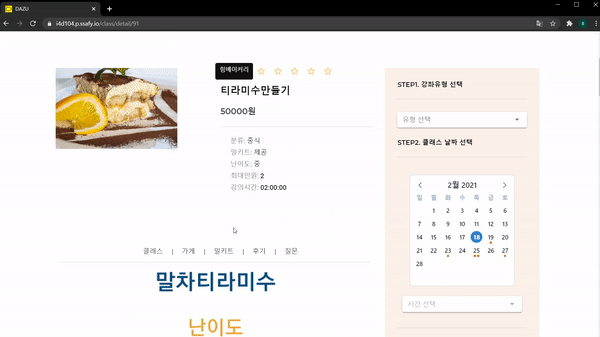 DAZU
i4d104.p.ssafy.io/class/detail/91
험베이커리
티라미수만들기
50000원
분류: 중식
밀키트: 제공
난이도: 중
최대인원: 2
강의시간: 02:00:00
클래스 | 가게 | 밀키트 | 후기 | 질문
말차티라미수
난이도
STEP1. 강좌유형 선택
유형 선택
STEP2. 클래스 날짜 선택
2월 2021
일 월 화 수 목 금 토
1 2 3 4 5 6
7 8 9 10 11 12 13
14 15 16 17 18 19 20
21 22 23 24 25 26 27
28
시간 선택